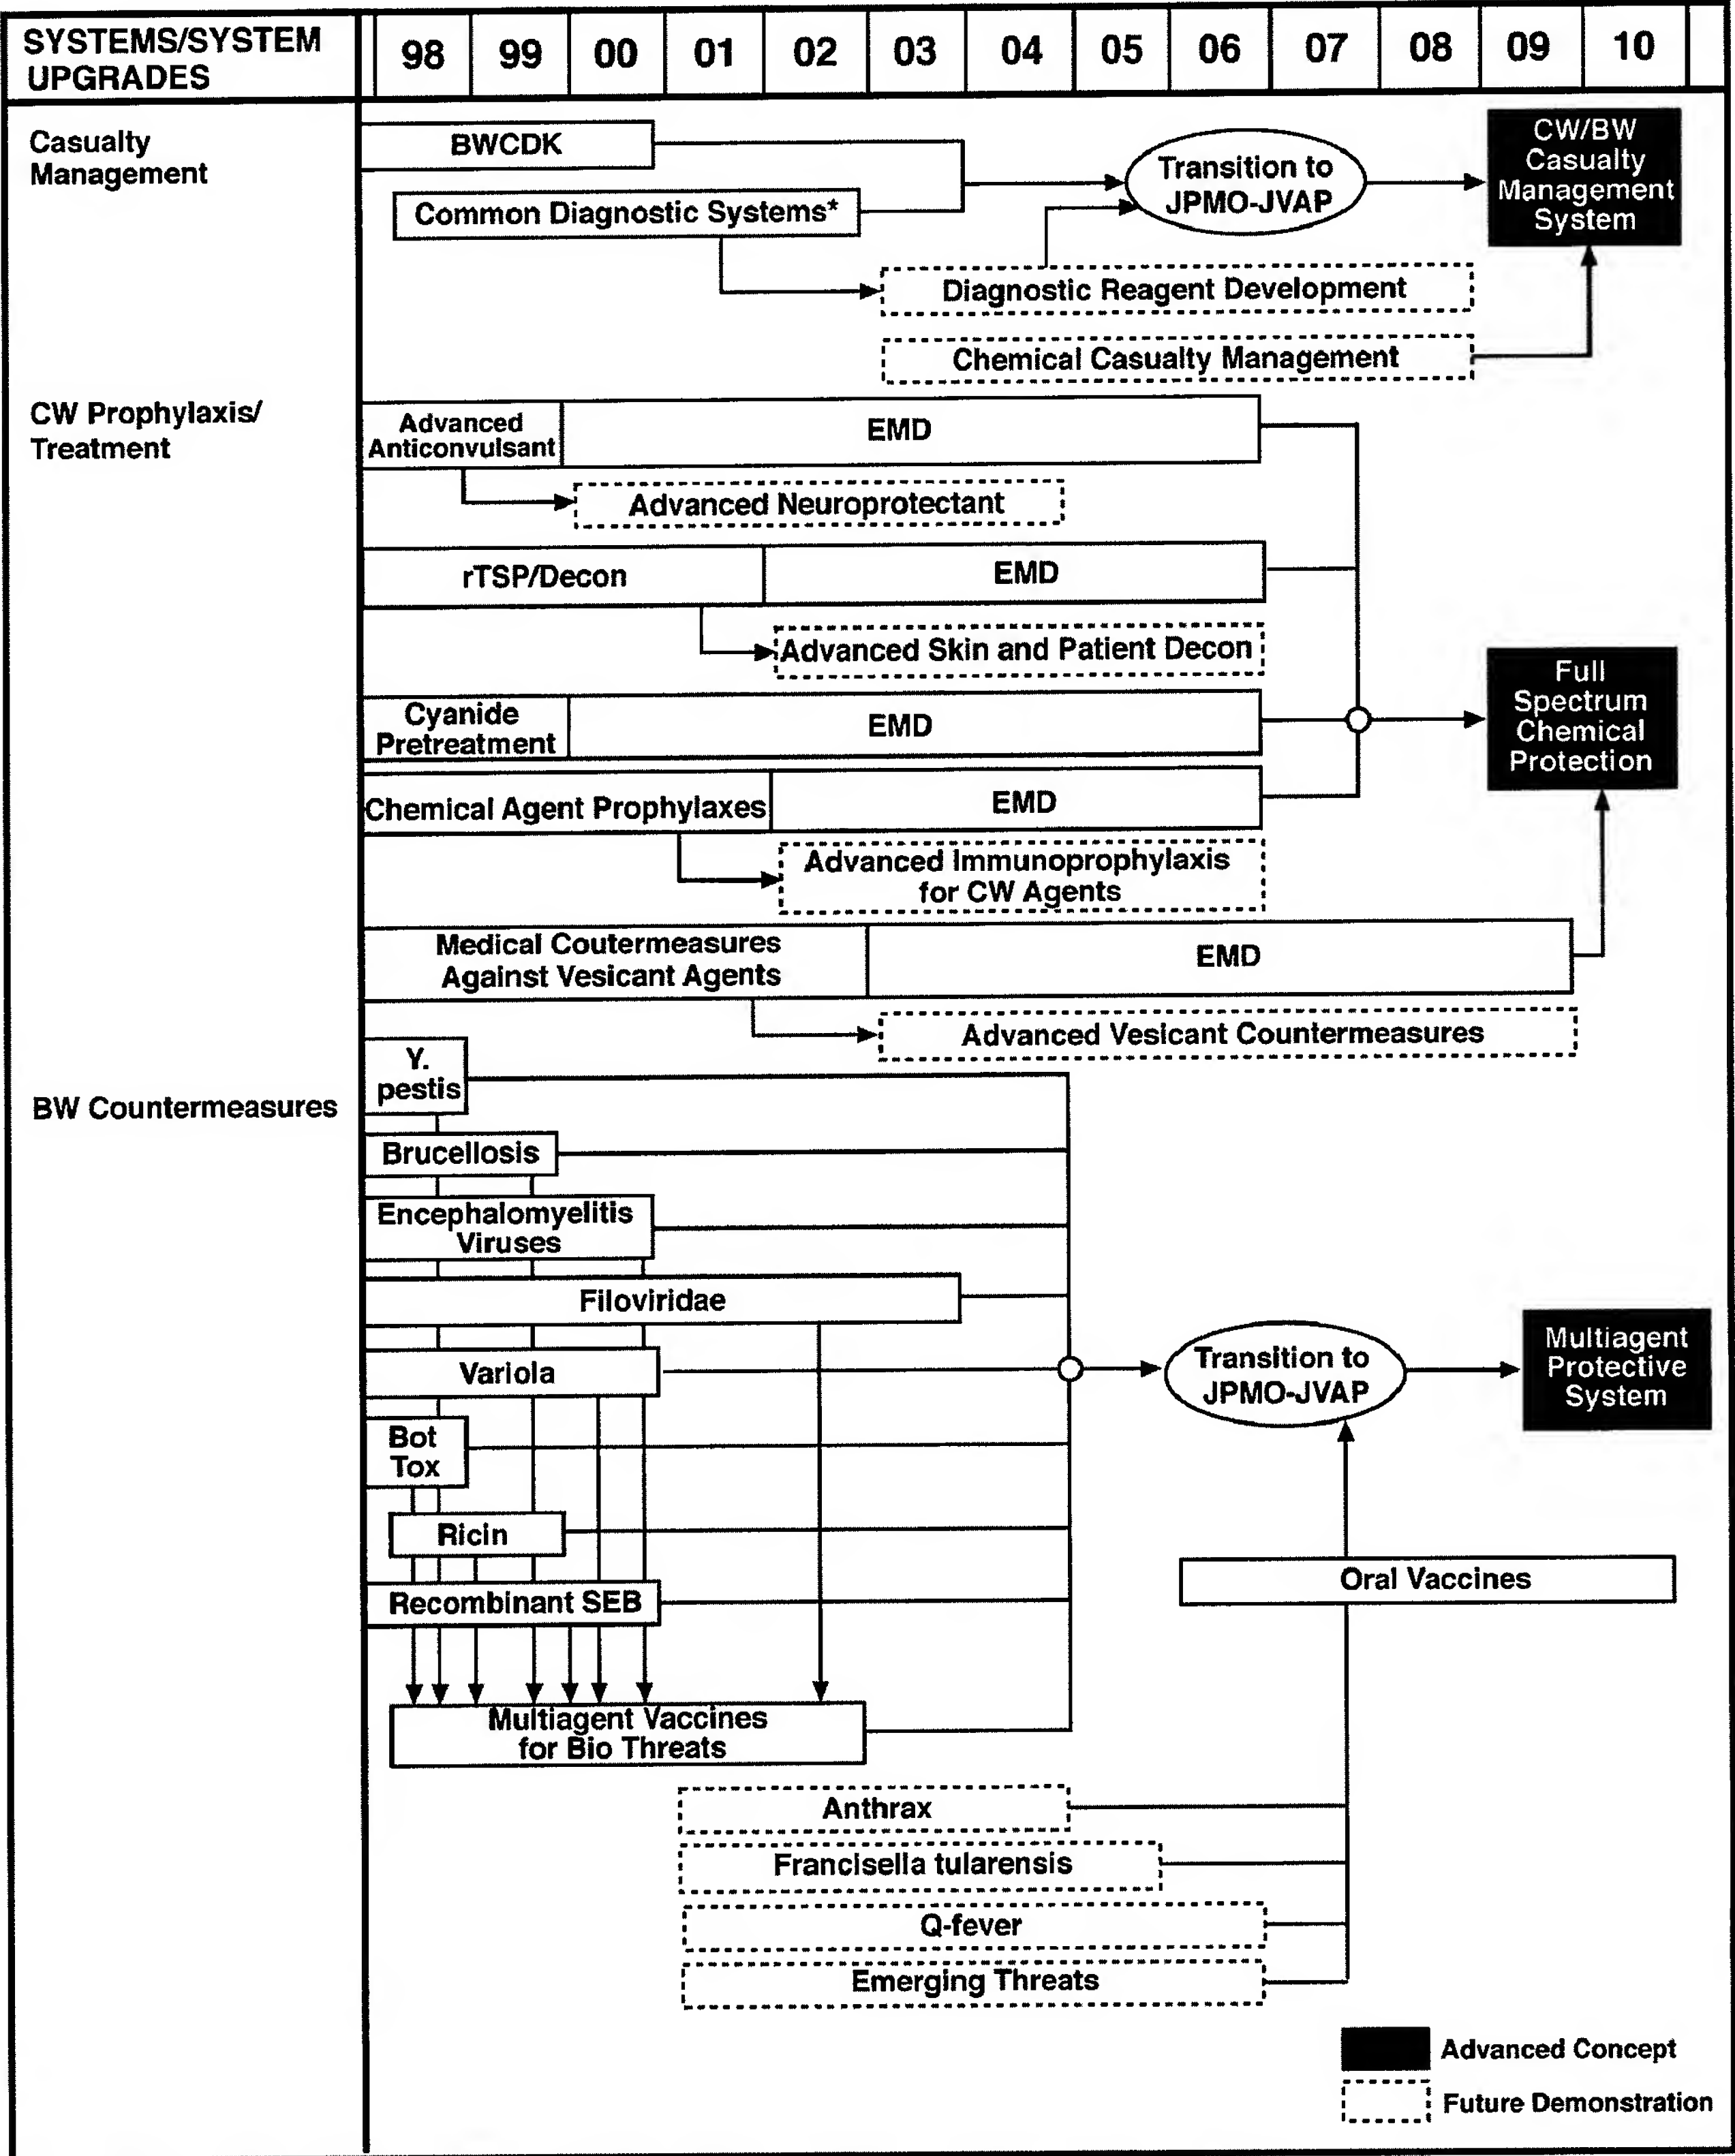 SYSTEMS/SYSTEM
UPGRADES
98 99 00 01 02 03 04 05 06 07 08 09 10
Casualty
Management
BWCDK
Common Diagnostic Systems*
Transition to
JPMO-JVAP
CW/BW
Casualty
Management
System
Diagnostic Reagent Development
Chemical Casualty Management
CW Prophylaxis/
Treatment
Advanced
Anticonvulsant
EMD
Advanced Neuroprotectant
rTSP/Decon
EMD
Advanced Skin and Patient Decon
Cyanide
Pretreatment
EMD
Full
Spectrum
Chemical
Protection
Chemical Agent Prophylaxes
EMD
Advanced Immunoprophylaxis
for CW Agents
Medical Coutermeasures
Against Vesicant Agents
EMD
Advanced Vesicant Countermeasures
BW Countermeasures
Y.
pestis
Brucellosis
Encephalomyelitis
Viruses
Filoviridae
Variola
Transition to
JPMO-JVAP
Multiagent
Protective
System
Bot
Tox
Ricin
Recombinant SEB
Oral Vaccines
Multiagent Vaccines
for Bio Threats
Anthrax
Francisella tularensis
Q-fever
Emerging Threats
Advanced Concept
Future Demonstration